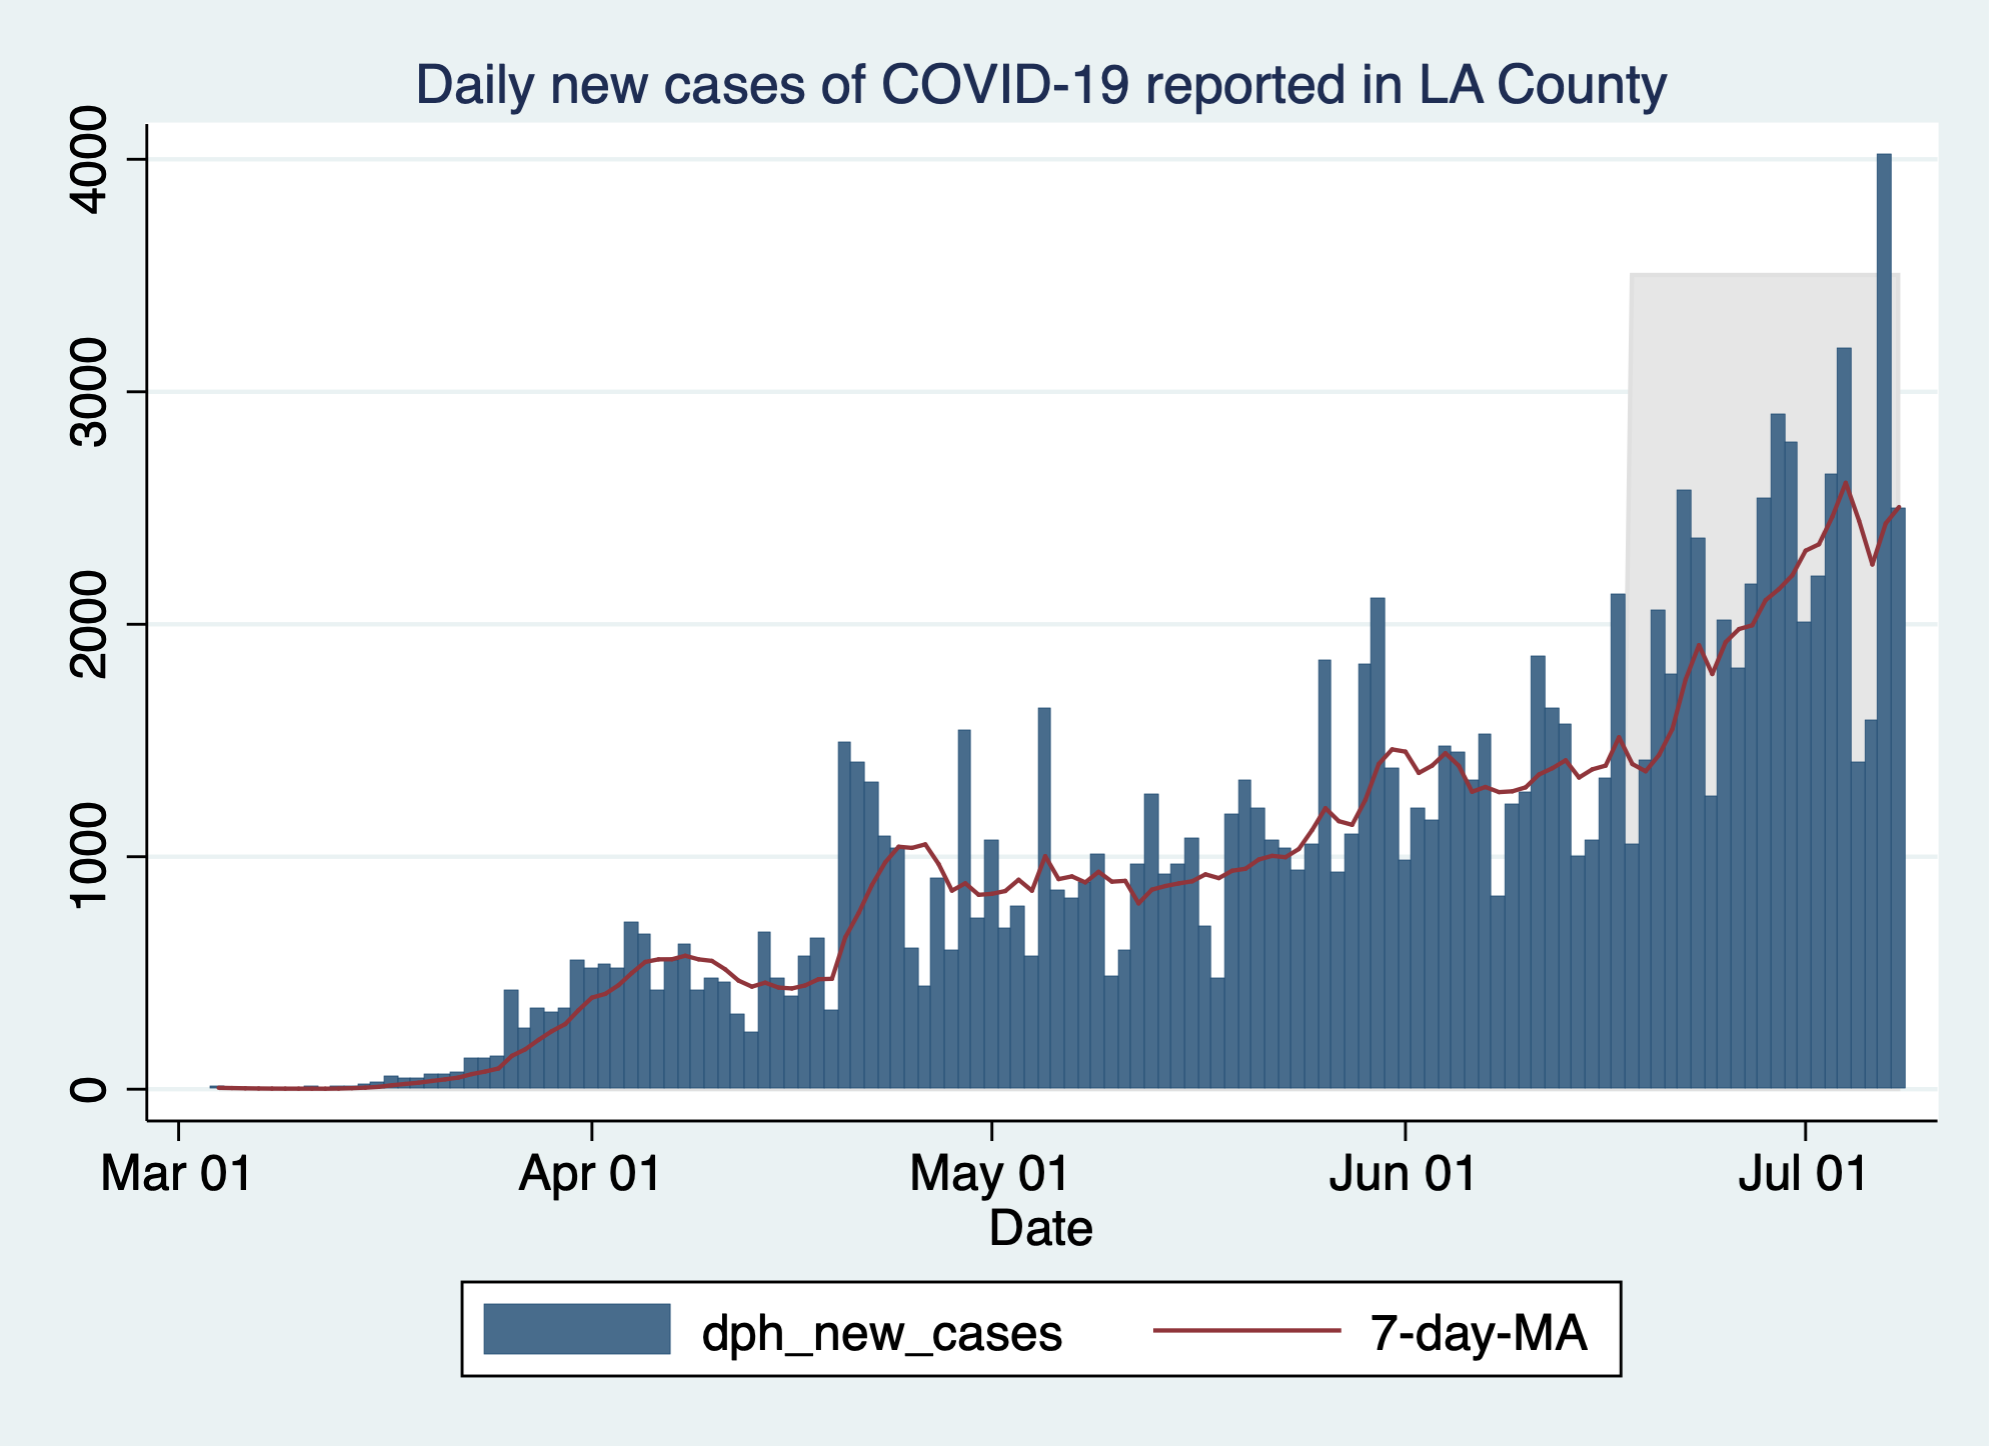 Daily new cases of COVID-19 reported in LA County
4000
3000
2000
1000
0
Mar 01 Apr 01 May 01 Jun 01 Jul 01
Date
dph_new_cases 7-day-MA